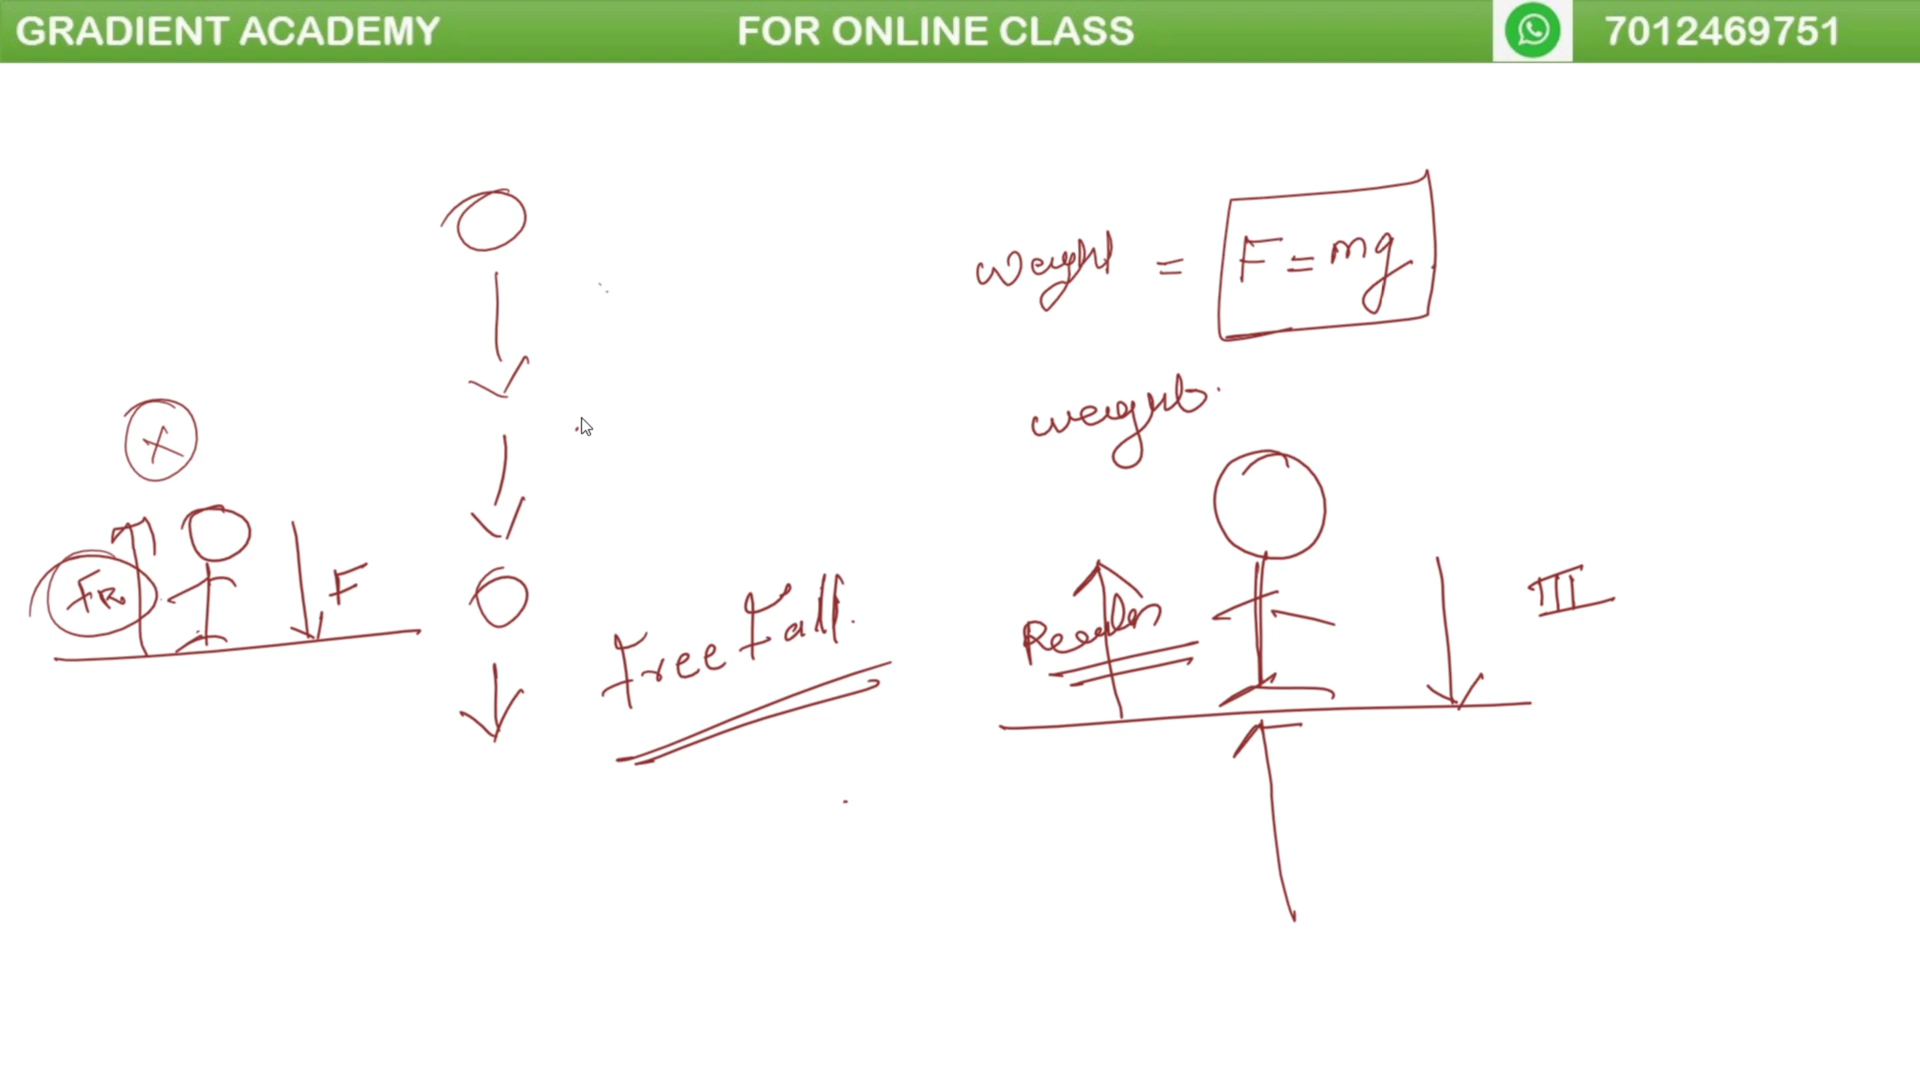 GRADIENT ACADEMY FOR ONLINE CLASS 7012469751
weight = F = mg
weight
X
FR F
Free Fall.
III